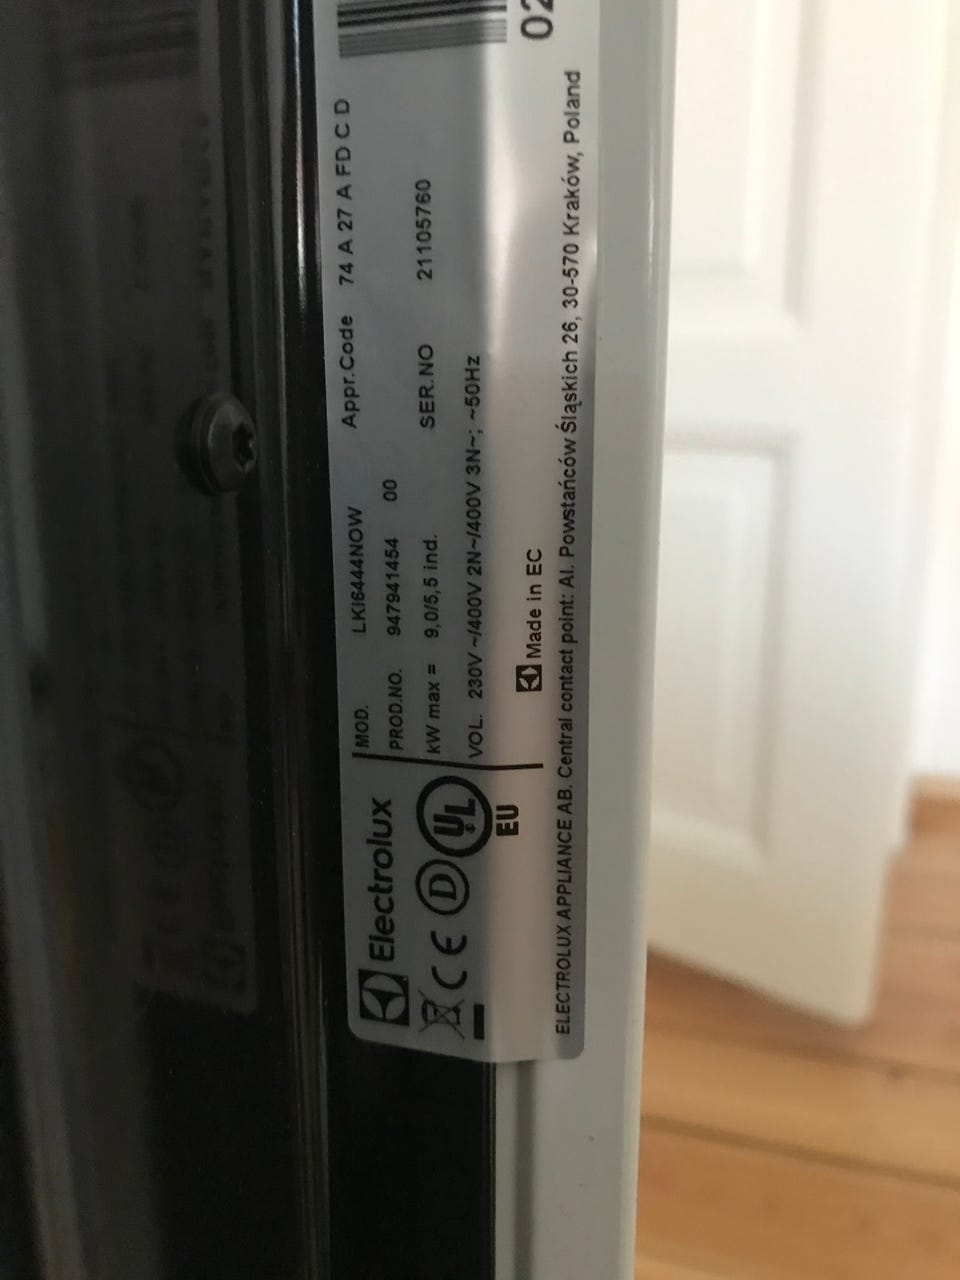 Electrolux
MOD. LKI6444NOW Appr.Code 74 A 27 A FD C D
PROD.NO. 947941454 00
kW max = 9,0/5,5 ind. SER.NO 21105760
VOL. 230V ~/400V 2N~/400V 3N~; ~50Hz
CE D UL
EU
Made in EC
02
ELECTROLUX APPLIANCE AB. Central contact point: Al. Powstańców Śląskich 26, 30-570 Kraków, Poland